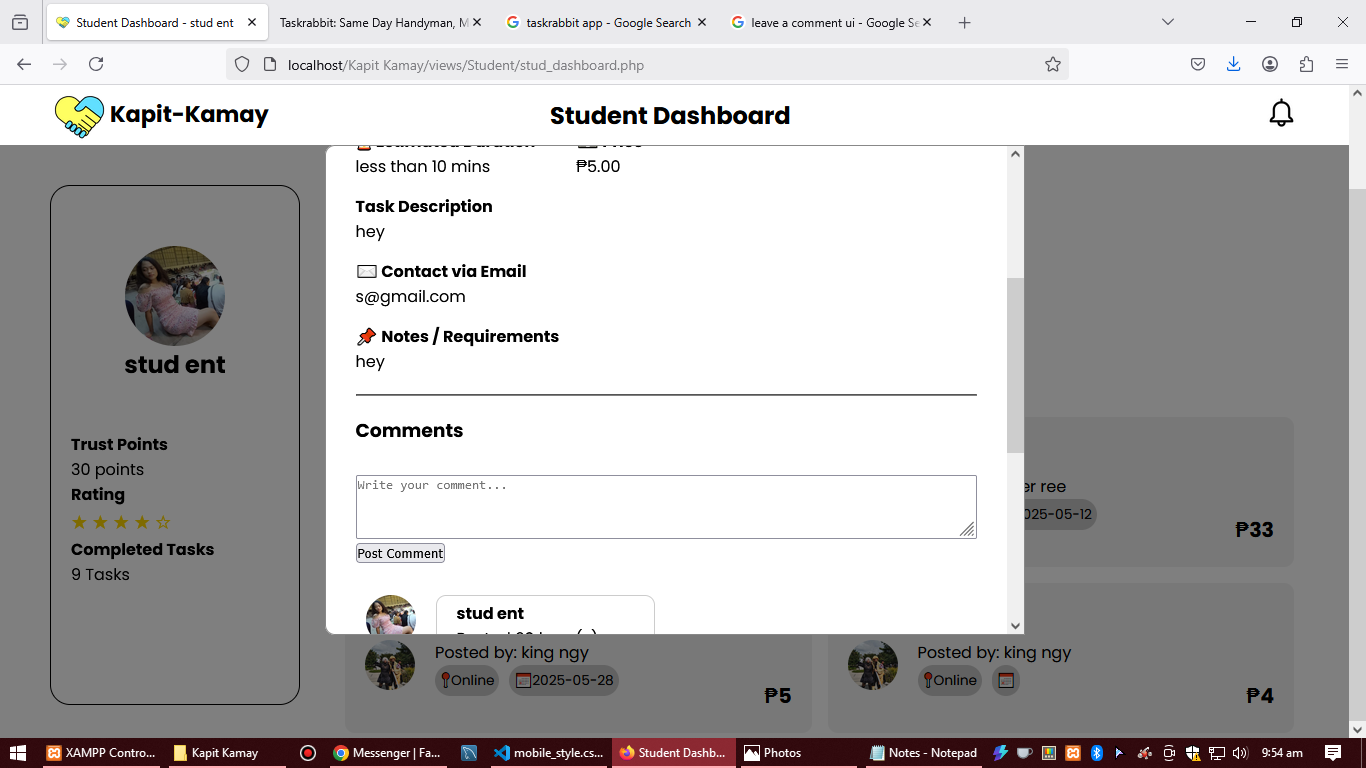 Student Dashboard - stud ent
Taskrabbit: Same Day Handyman, M
taskrabbit app - Google Search
leave a comment ui - Google Se
localhost/Kapit Kamay/views/Student/stud_dashboard.php
Kapit-Kamay
Student Dashboard
Estimated Duration
Price
less than 10 mins
₱5.00
Task Description
hey
Contact via Email
s@gmail.com
Notes / Requirements
hey
Comments
Write your comment...
Post Comment
stud ent
stud ent
Trust Points
30 points
Rating
★ ★ ★ ★ ☆
Completed Tasks
9 Tasks
er ree
025-05-12
₱33
Posted by: king ngy
Online
2025-05-28
₱5
Posted by: king ngy
Online
₱4
XAMPP Contro...
Kapit Kamay
Messenger | Fa...
mobile_style.cs...
Student Dashb...
Photos
Notes - Notepad
9:54 am